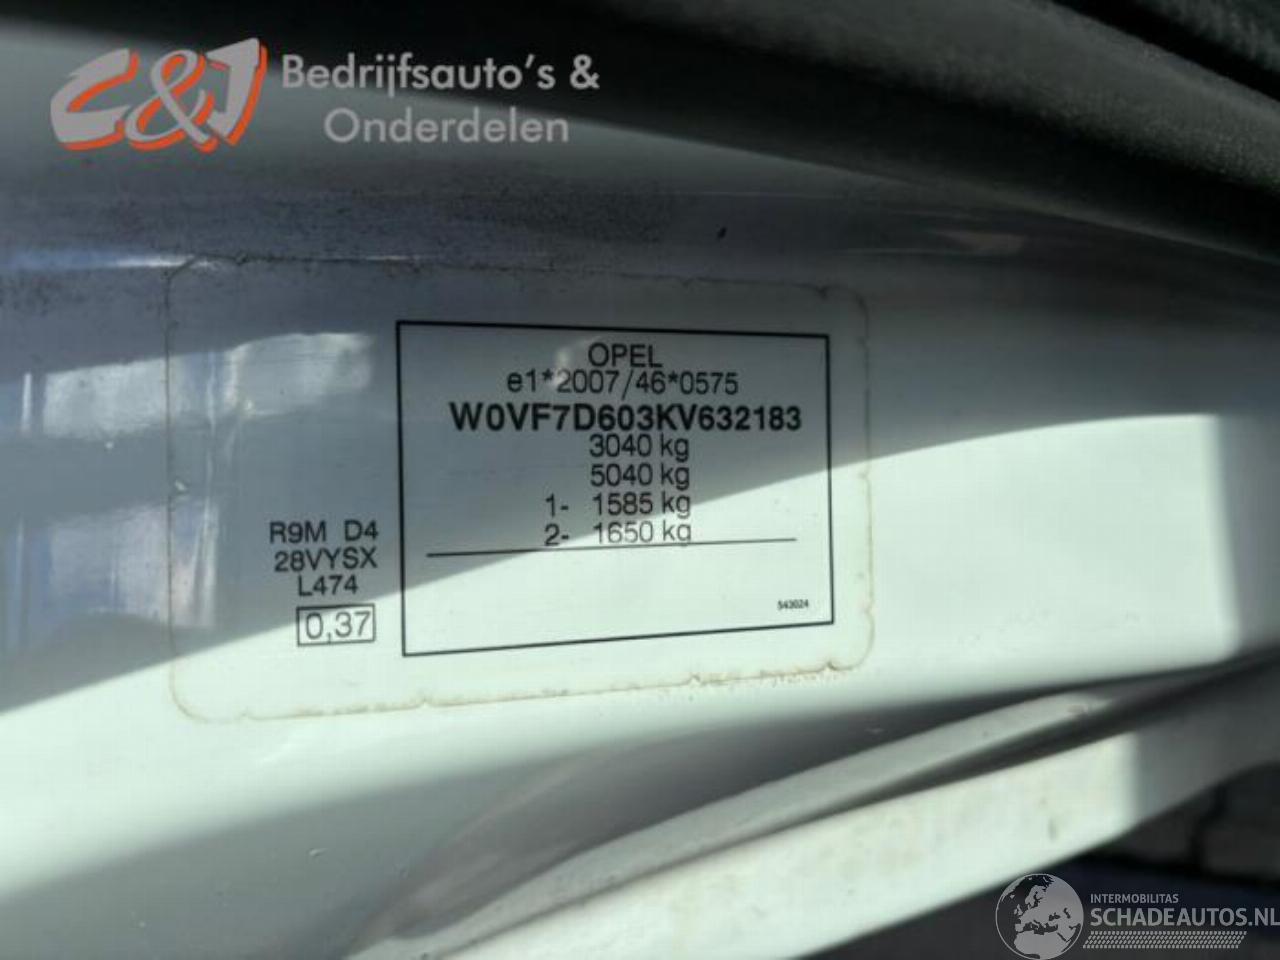 C&J Bedrijfsauto's &
Onderdelen
OPEL
e1*2007/46*0575
W0VF7D603KV632183
3040 kg
5040 kg
1- 1585 kg
2- 1650 kg
R9M D4
28VYSX
L474
0,37
543024
INTERMOBILITAS
SCHADEAUTOS.NL